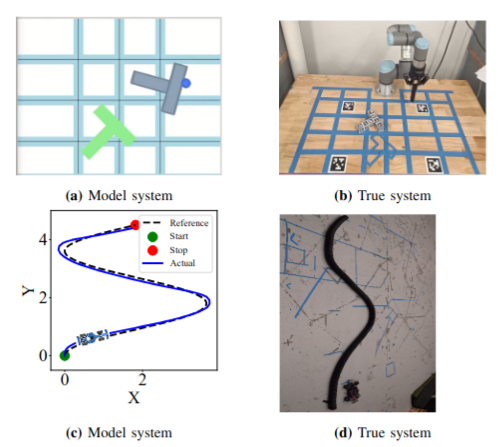 (a) Model system
(b) True system
Reference
Start
Stop
Actual
4
2
0
Y
0
2
X
(c) Model system
(d) True system